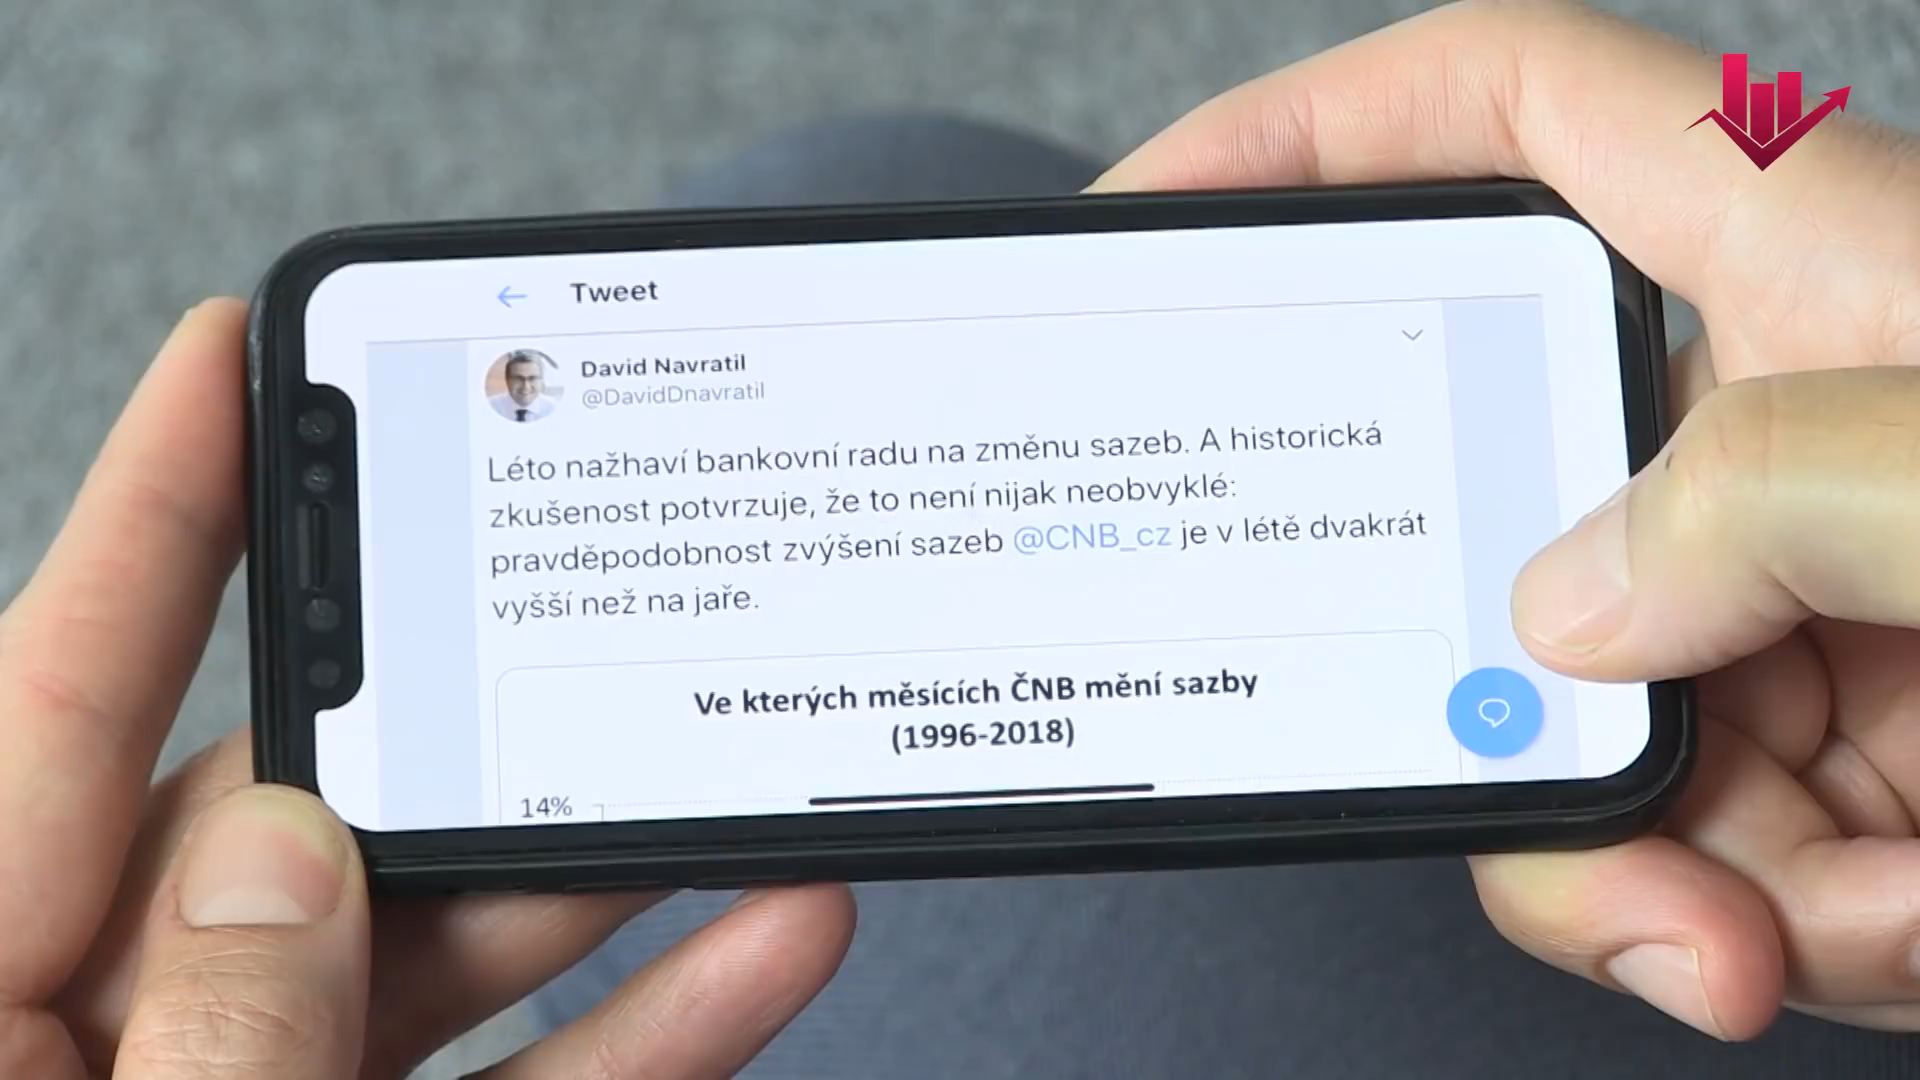 Tweet
David Navratil
@DavidDnavratil
Léto nažhaví bankovní radu na změnu sazeb. A historická
zkušenost potvrzuje, že to není nijak neobvyklé:
pravděpodobnost zvýšení sazeb @CNB_cz je v létě dvakrát
vyšší než na jaře.
Ve kterých měsících ČNB mění sazby
(1996-2018)
14%